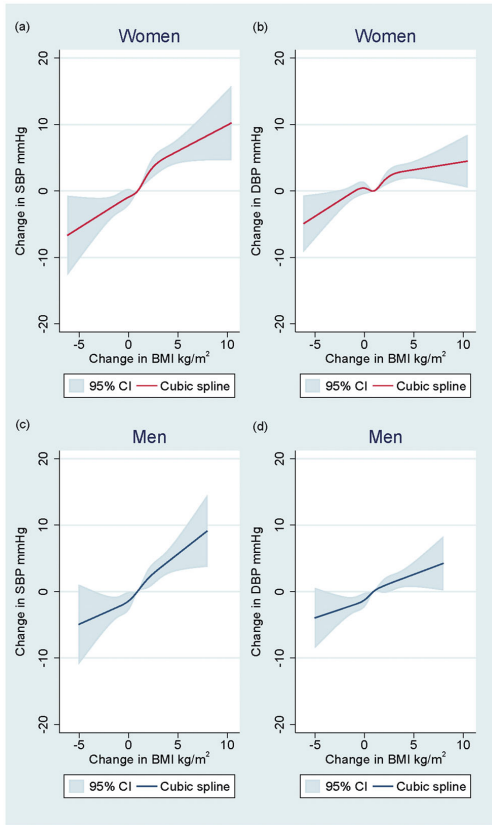 (a)
Women
Change in SBP mmHg
20
10
0
-10
-20
-5
0
5
10
Change in BMI kg/m²
95% CI
Cubic spline
(b)
Women
Change in DBP mmHg
20
10
0
-10
-20
-5
0
5
10
Change in BMI kg/m²
95% CI
Cubic spline
(c)
Men
Change in SBP mmHg
20
10
0
-10
-20
-5
0
5
10
Change in BMI kg/m²
95% CI
Cubic spline
(d)
Men
Change in DBP mmHg
20
10
0
-10
-20
-5
0
5
10
Change in BMI kg/m²
95% CI
Cubic spline